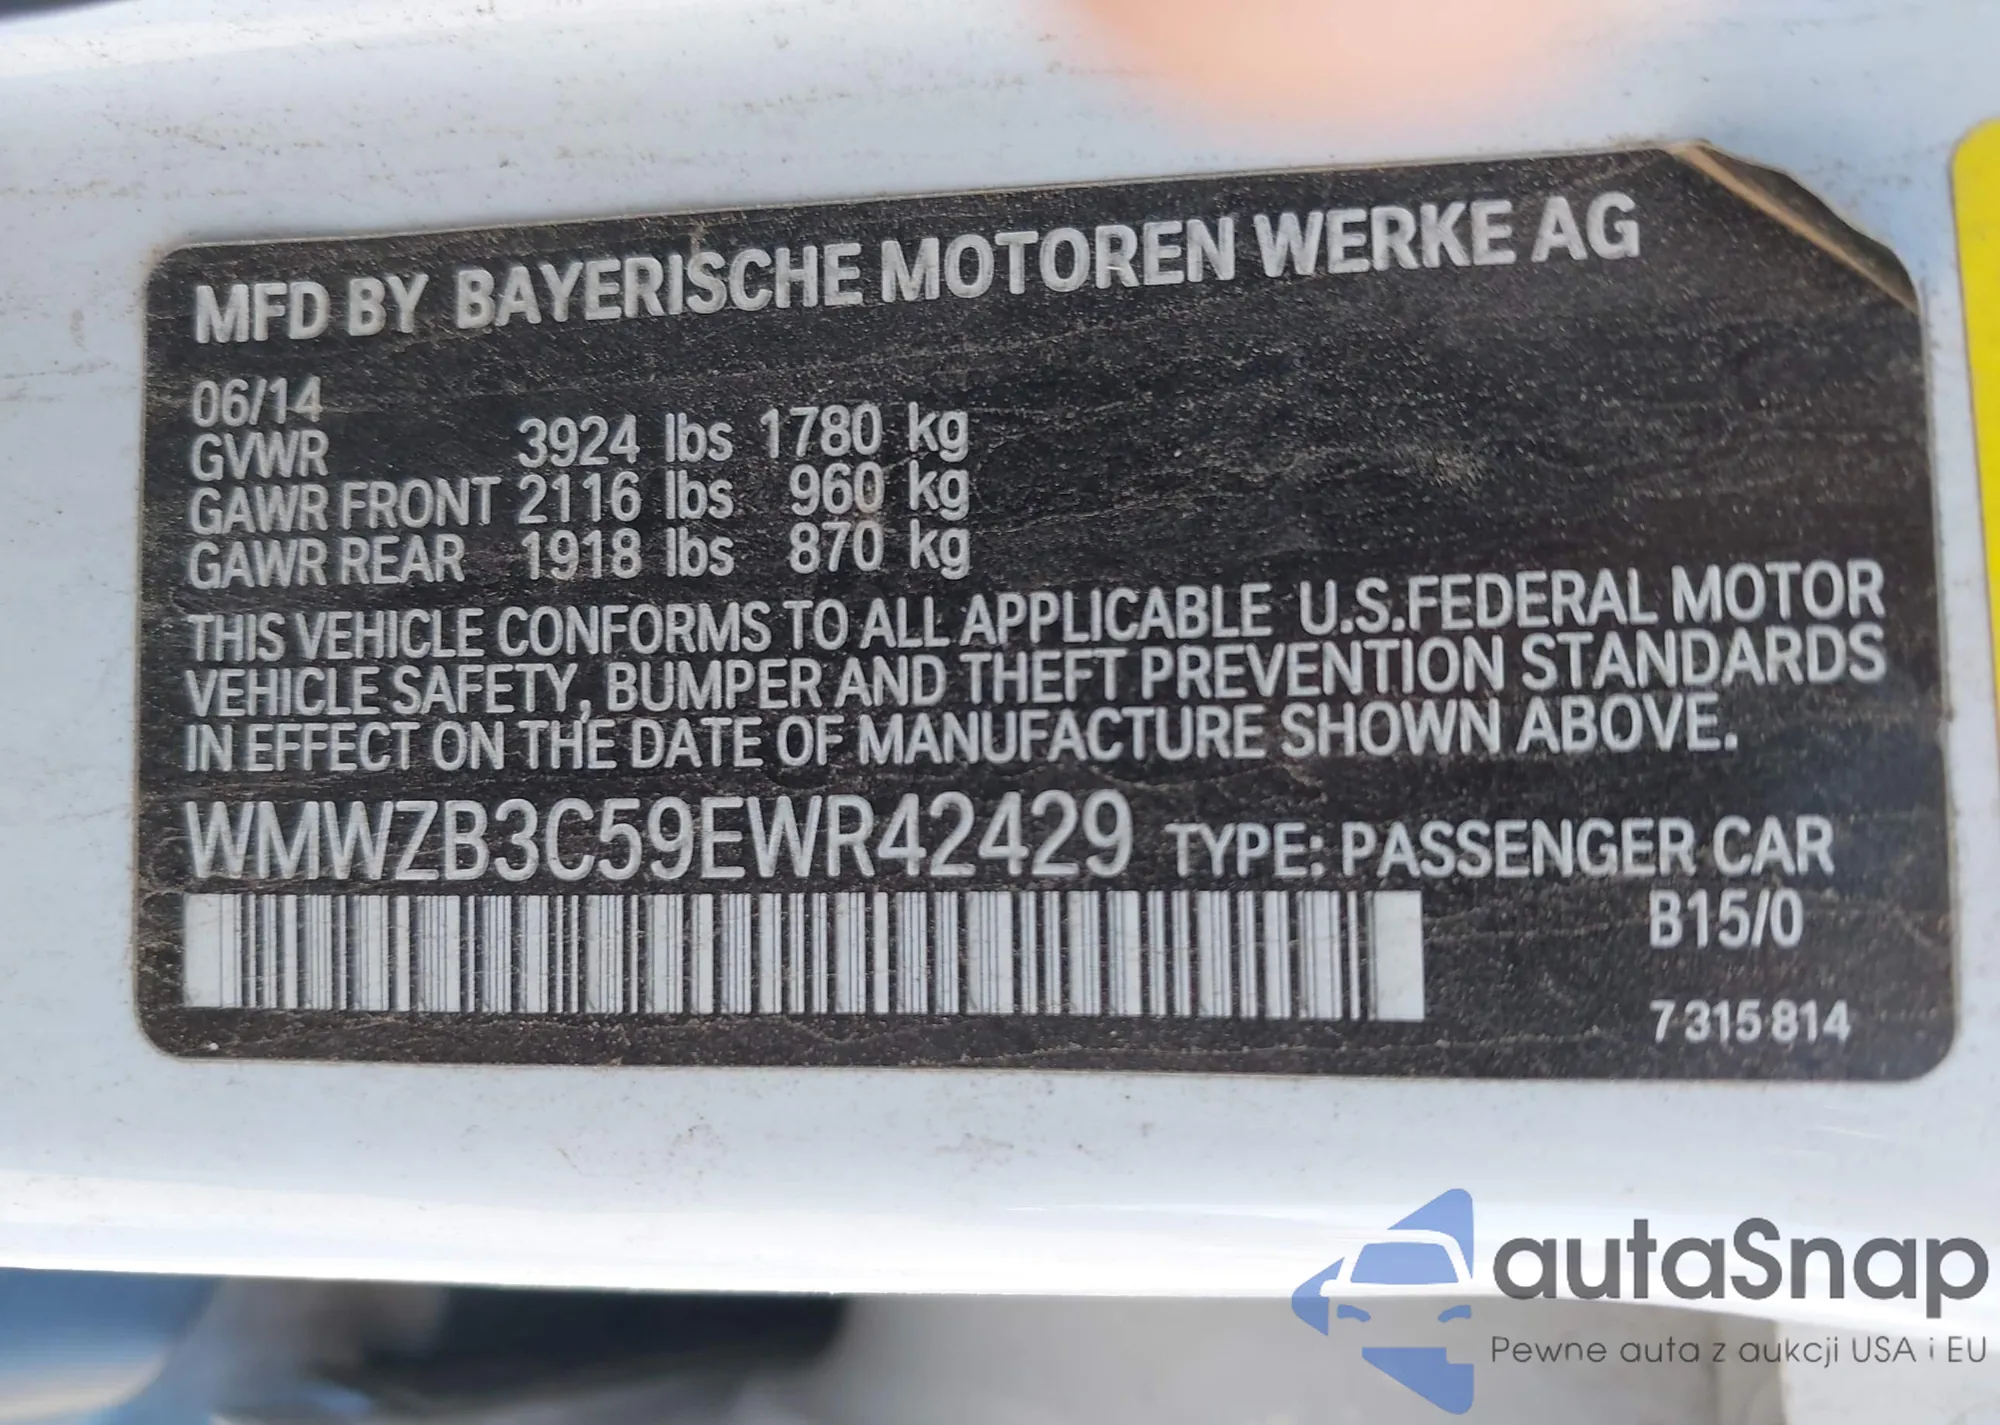 MFD BY BAYERISCHE MOTOREN WERKE AG
06/14
GVWR 3924 lbs 1780 kg
GAWR FRONT 2116 lbs 960 kg
GAWR REAR 1918 lbs 870 kg
THIS VEHICLE CONFORMS TO ALL APPLICABLE U.S.FEDERAL MOTOR
VEHICLE SAFETY, BUMPER AND THEFT PREVENTION STANDARDS
IN EFFECT ON THE DATE OF MANUFACTURE SHOWN ABOVE.
WMWZB3C59EWR42429 TYPE: PASSENGER CAR
B15/0
7 315 814
autaSnap
Pewne auta z aukcji USA i EU